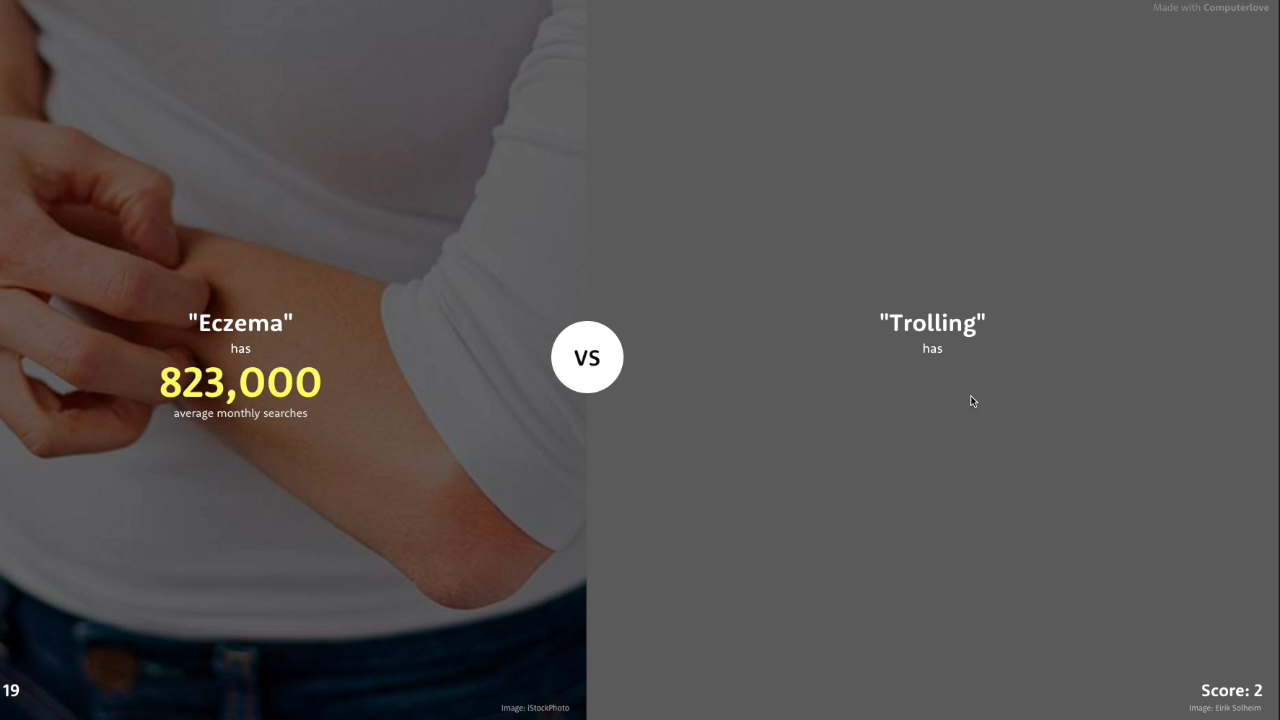 Made with Computerlove
"Eczema"
has
823,000
average monthly searches
VS
"Trolling"
has
19
Score: 2
Image: iStockPhoto
Image: Eirik Solheim